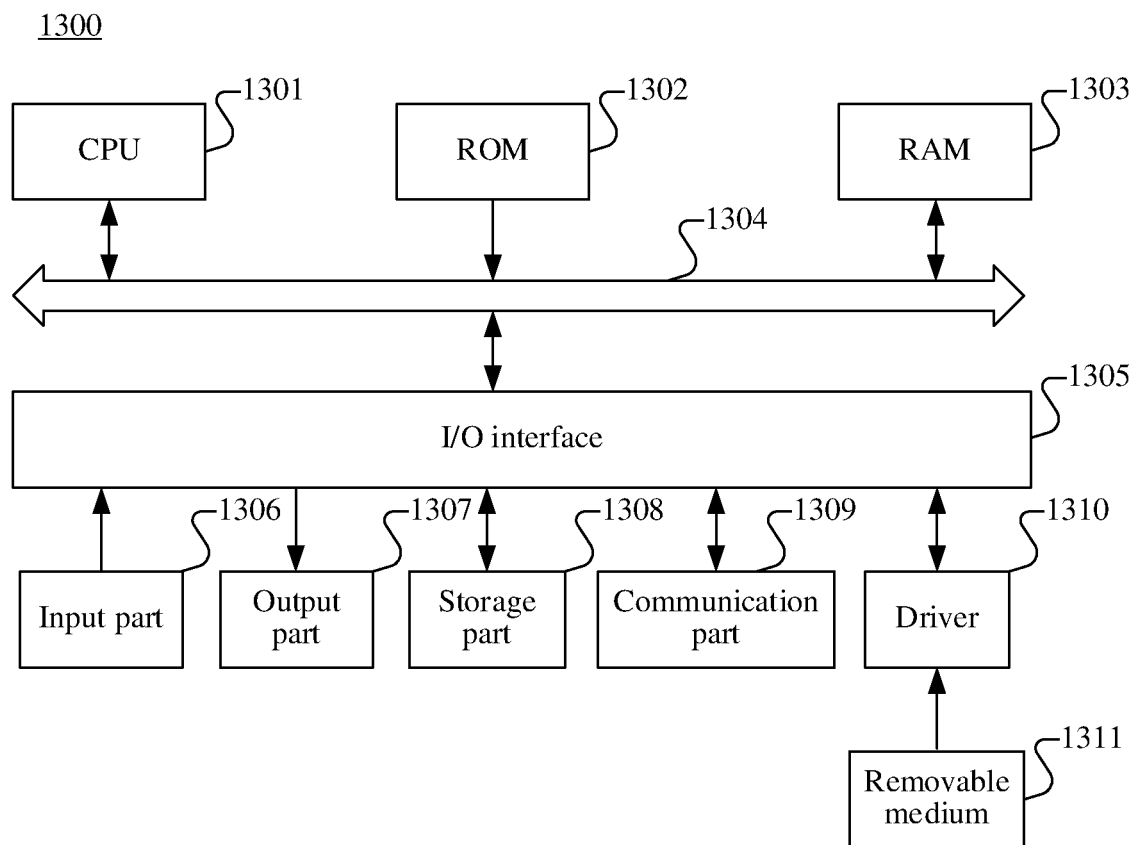 1300
1301
1302
1303
CPU
ROM
RAM
1304
1305
I/O interface
1306
1307
1308
1309
1310
Input part
Output
part
Storage
part
Communication
part
Driver
1311
Removable
medium